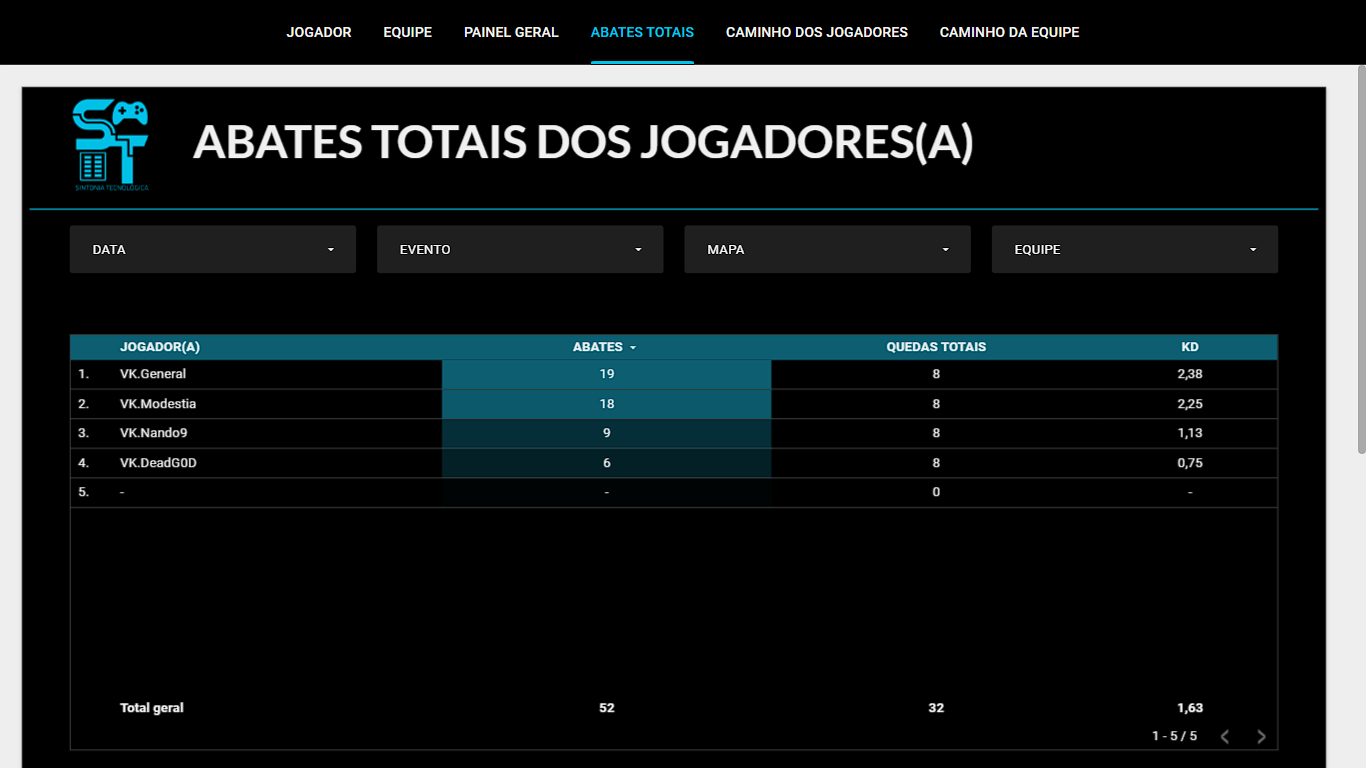 JOGADOR EQUIPE PAINEL GERAL ABATES TOTAIS CAMINHO DOS JOGADORES CAMINHO DA EQUIPE
SINTONIA TECNOLÓGICA
ABATES TOTAIS DOS JOGADORES(A)
DATA EVENTO MAPA EQUIPE
JOGADOR(A) ABATES QUEDAS TOTAIS KD
1. VK.General 19 8 2,38
2. VK.Modestia 18 8 2,25
3. VK.Nando9 9 8 1,13
4. VK.DeadG0D 6 8 0,75
5. - - 0 -
Total geral 52 32 1,63
1 - 5 / 5